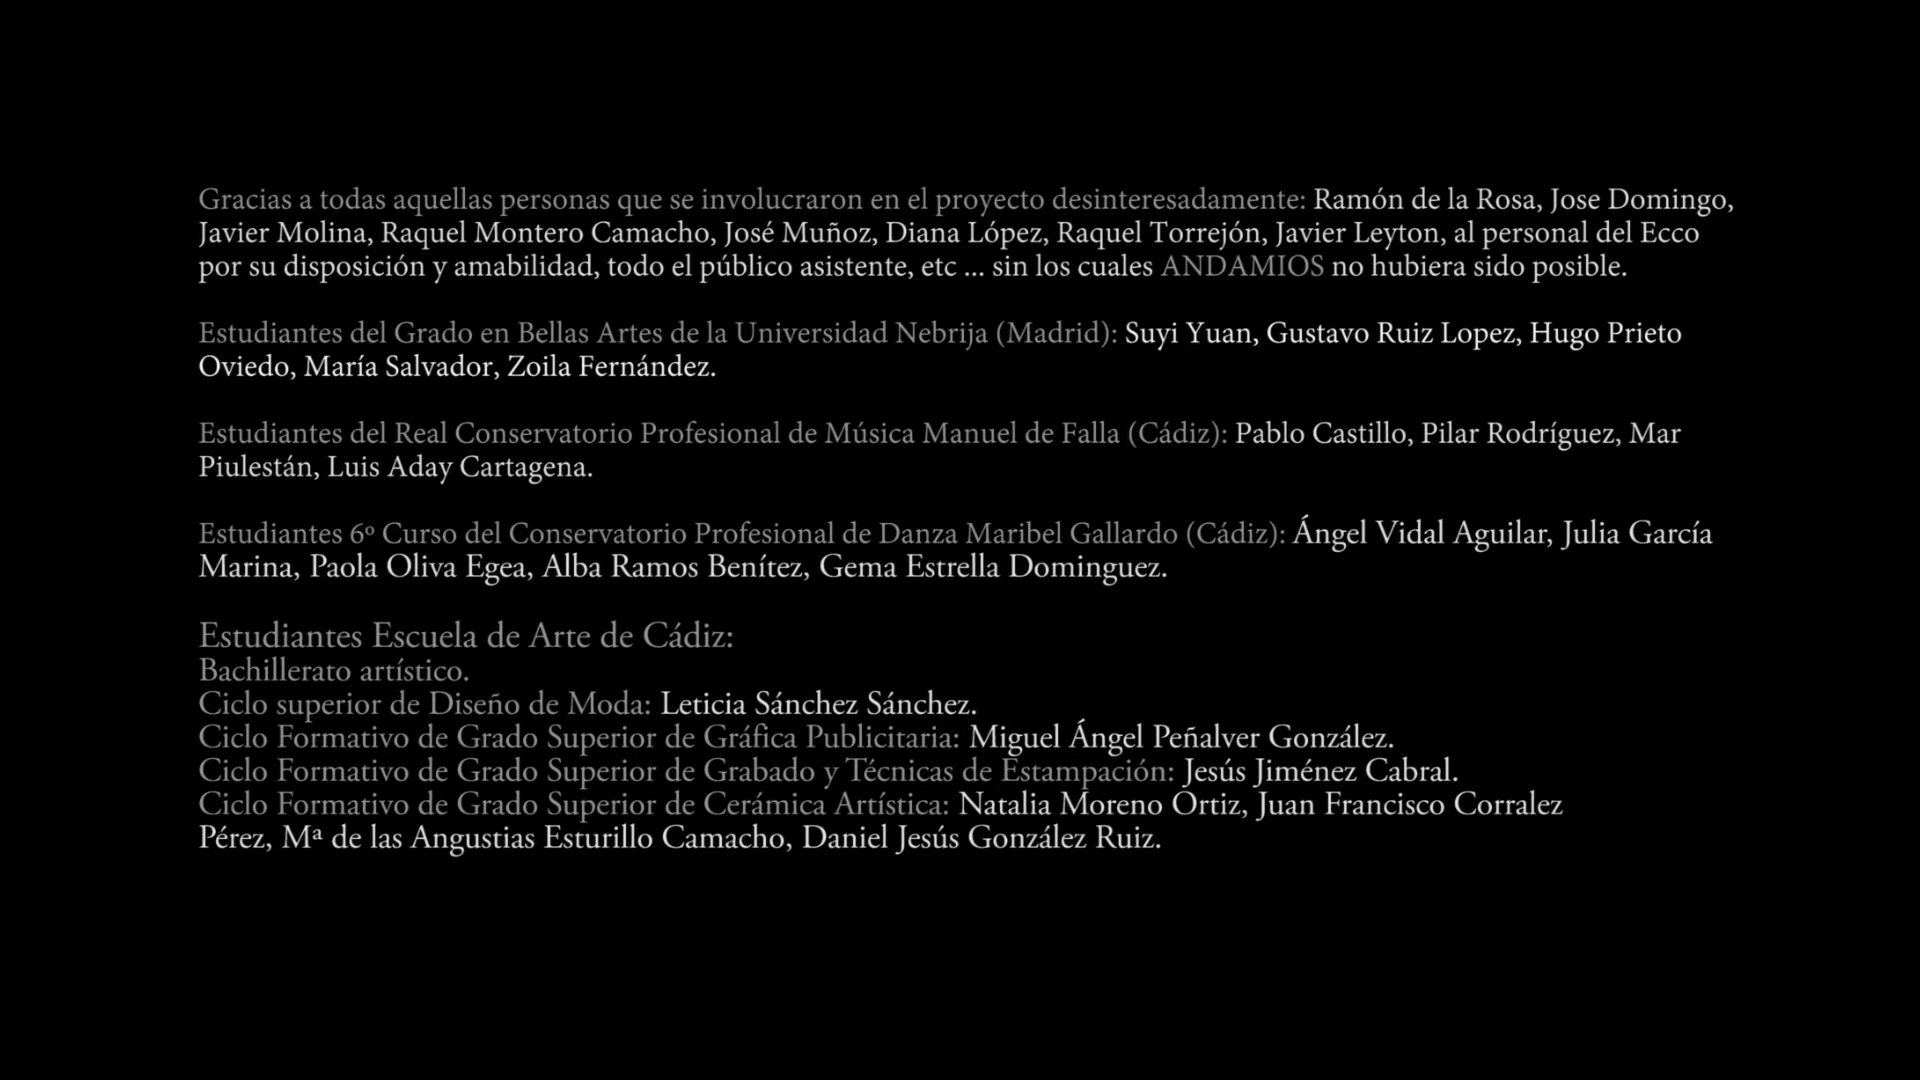 Gracias a todas aquellas personas que se involucraron en el proyecto desinteresadamente: Ramón de la Rosa, Jose Domingo,
Javier Molina, Raquel Montero Camacho, José Muñoz, Diana López, Raquel Torrejón, Javier Leyton, al personal del Ecco
por su disposición y amabilidad, todo el público asistente, etc ... sin los cuales ANDAMIOS no hubiera sido posible.
Estudiantes del Grado en Bellas Artes de la Universidad Nebrija (Madrid): Suyi Yuan, Gustavo Ruiz Lopez, Hugo Prieto
Oviedo, María Salvador, Zoila Fernández.
Estudiantes del Real Conservatorio Profesional de Música Manuel de Falla (Cádiz): Pablo Castillo, Pilar Rodríguez, Mar
Piulestán, Luis Aday Cartagena.
Estudiantes 6º Curso del Conservatorio Profesional de Danza Maribel Gallardo (Cádiz): Ángel Vidal Aguilar, Julia García
Marina, Paola Oliva Egea, Alba Ramos Benítez, Gema Estrella Dominguez.
Estudiantes Escuela de Arte de Cádiz:
Bachillerato artístico.
Ciclo superior de Diseño de Moda: Leticia Sánchez Sánchez.
Ciclo Formativo de Grado Superior de Gráfica Publicitaria: Miguel Ángel Peñalver González.
Ciclo Formativo de Grado Superior de Grabado y Técnicas de Estampación: Jesús Jiménez Cabral.
Ciclo Formativo de Grado Superior de Cerámica Artística: Natalia Moreno Ortiz, Juan Francisco Corralez
Pérez, Mª de las Angustias Esturillo Camacho, Daniel Jesús González Ruiz.